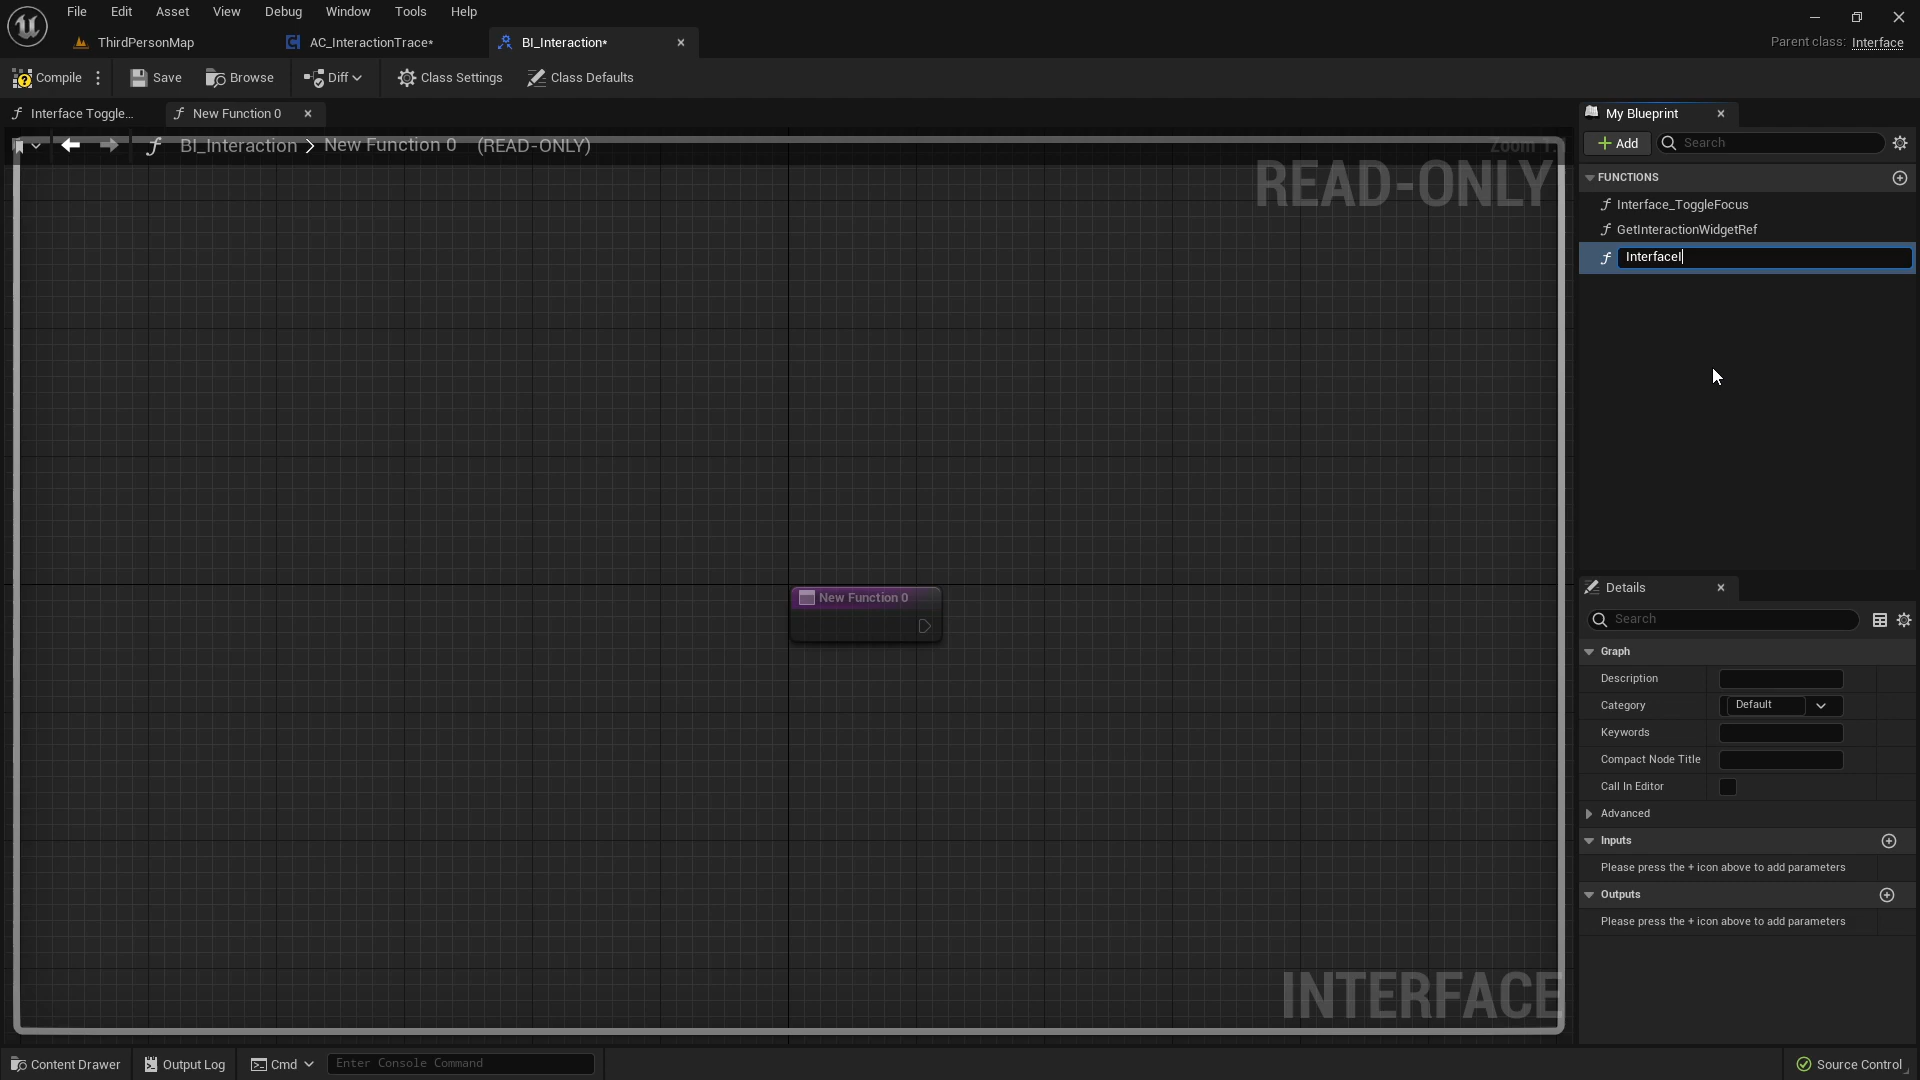 File Edit Asset View Debug Window Tools Help
ThirdPersonMap AC_InteractionTrace* BI_Interaction* Parent class: Interface
Compile Save Browse Diff Class Settings Class Defaults
Interface Toggle... New Function 0
BI_Interaction > New Function 0 (READ-ONLY)
READ-ONLY
New Function 0
INTERFACE
My Blueprint
+ Add Search
FUNCTIONS
Interface_ToggleFocus
GetInteractionWidgetRef
InterfaceI
Details
Search
Graph
Description
Category Default
Keywords
Compact Node Title
Call In Editor
Advanced
Inputs
Please press the + icon above to add parameters
Outputs
Please press the + icon above to add parameters
Content Drawer Output Log Cmd Enter Console Command Source Control